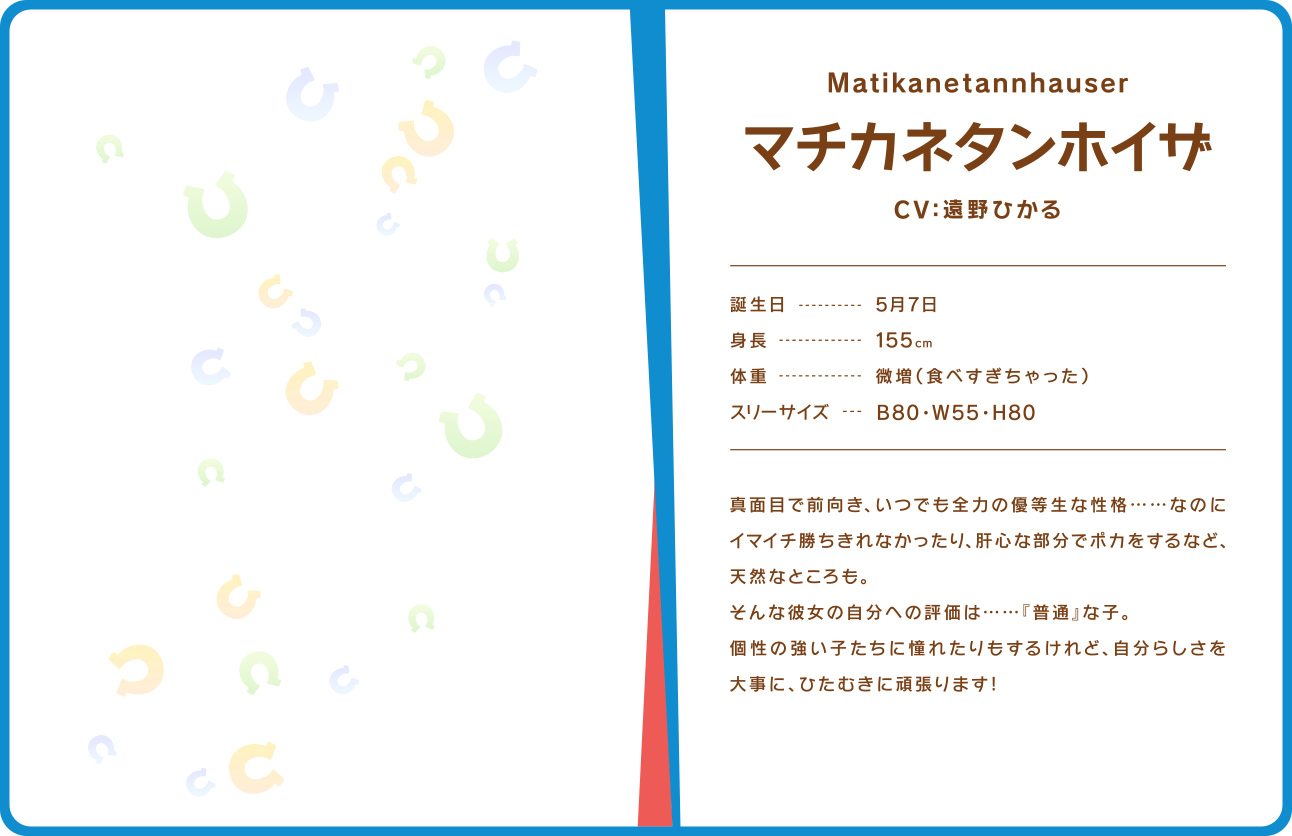 Matikanetannhauser
マチカネタンホイザ
CV:遠野ひかる
誕生日 ---------- 5月7日
身長 ------------- 155cm
体重 ------------- 微増(食べすぎちゃった)
スリーサイズ --- B80・W55・H80
真面目で前向き、いつでも全力の優等生な性格……なのに
イマイチ勝ちきれなかったり、肝心な部分でポカをするなど、
天然なところも。
そんな彼女の自分への評価は……『普通』な子。
個性の強い子たちに憧れたりもするけれど、自分らしさを
大事に、ひたむきに頑張ります!